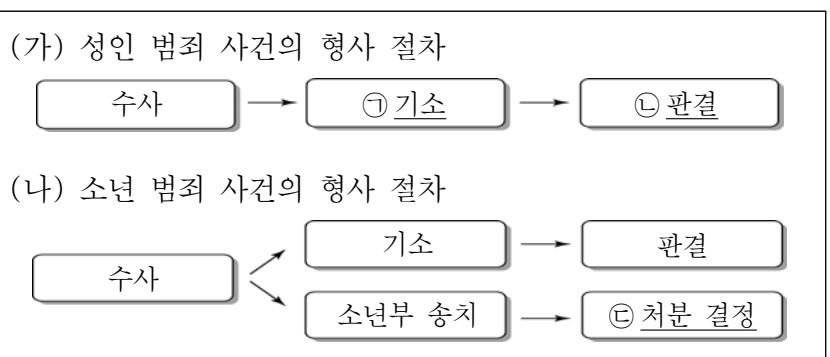 (가) 성인 범죄 사건의 형사 절차
수사 ㉠ 기소 ㉡ 판결
(나) 소년 범죄 사건의 형사 절차
기소 판결
수사
소년부 송치 ㉢ 처분 결정